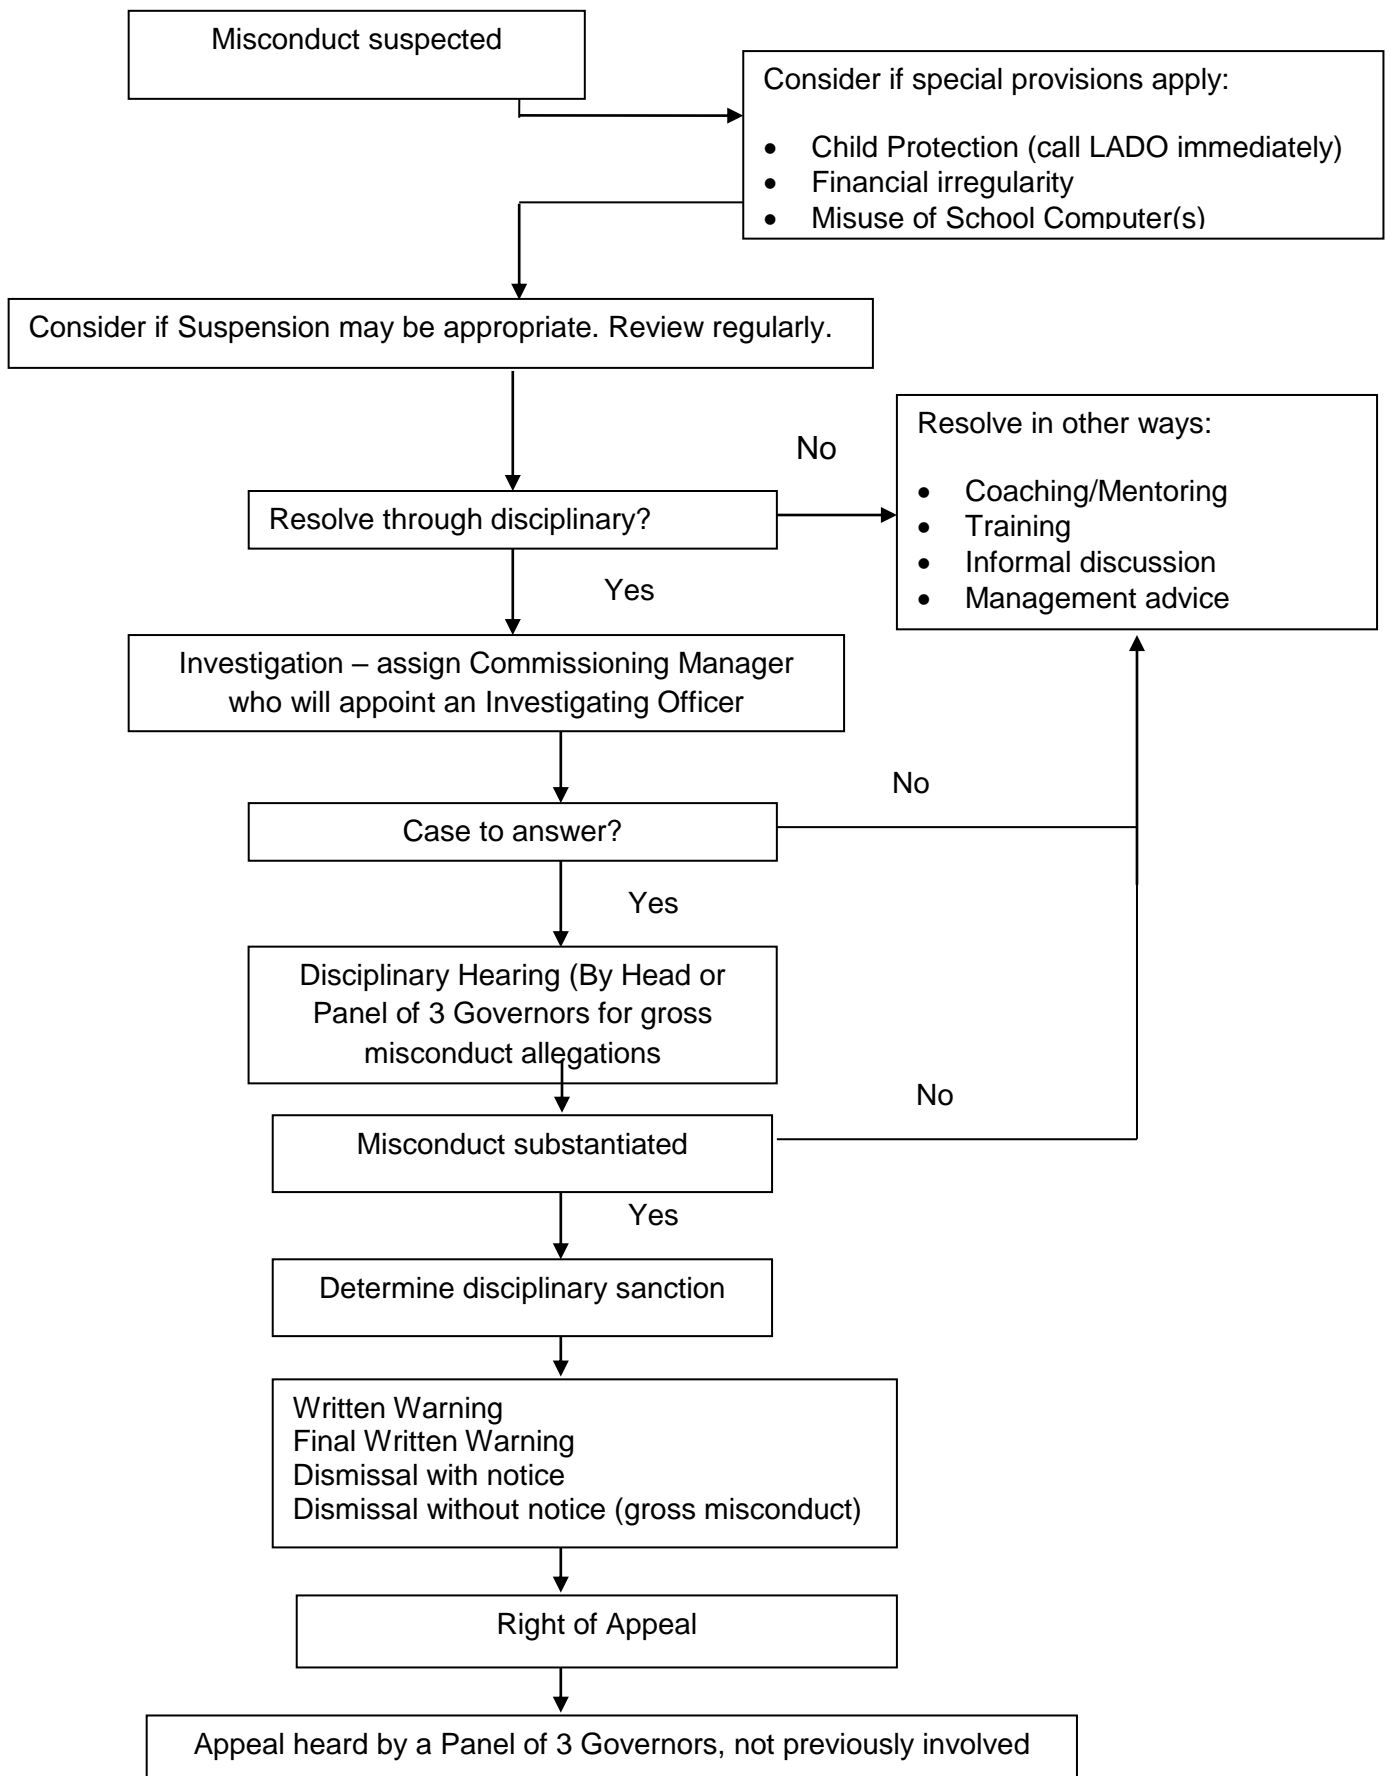 Misconduct suspected
Consider if special provisions apply:
• Child Protection (call LADO immediately)
• Financial irregularity
• Misuse of School Computer(s)
Consider if Suspension may be appropriate. Review regularly.
No
Resolve in other ways:
• Coaching/Mentoring
• Training
• Informal discussion
• Management advice
Resolve through disciplinary?
Yes
Investigation – assign Commissioning Manager
who will appoint an Investigating Officer
No
Case to answer?
Yes
Disciplinary Hearing (By Head or
Panel of 3 Governors for gross
misconduct allegations
No
Misconduct substantiated
Yes
Determine disciplinary sanction
Written Warning
Final Written Warning
Dismissal with notice
Dismissal without notice (gross misconduct)
Right of Appeal
Appeal heard by a Panel of 3 Governors, not previously involved